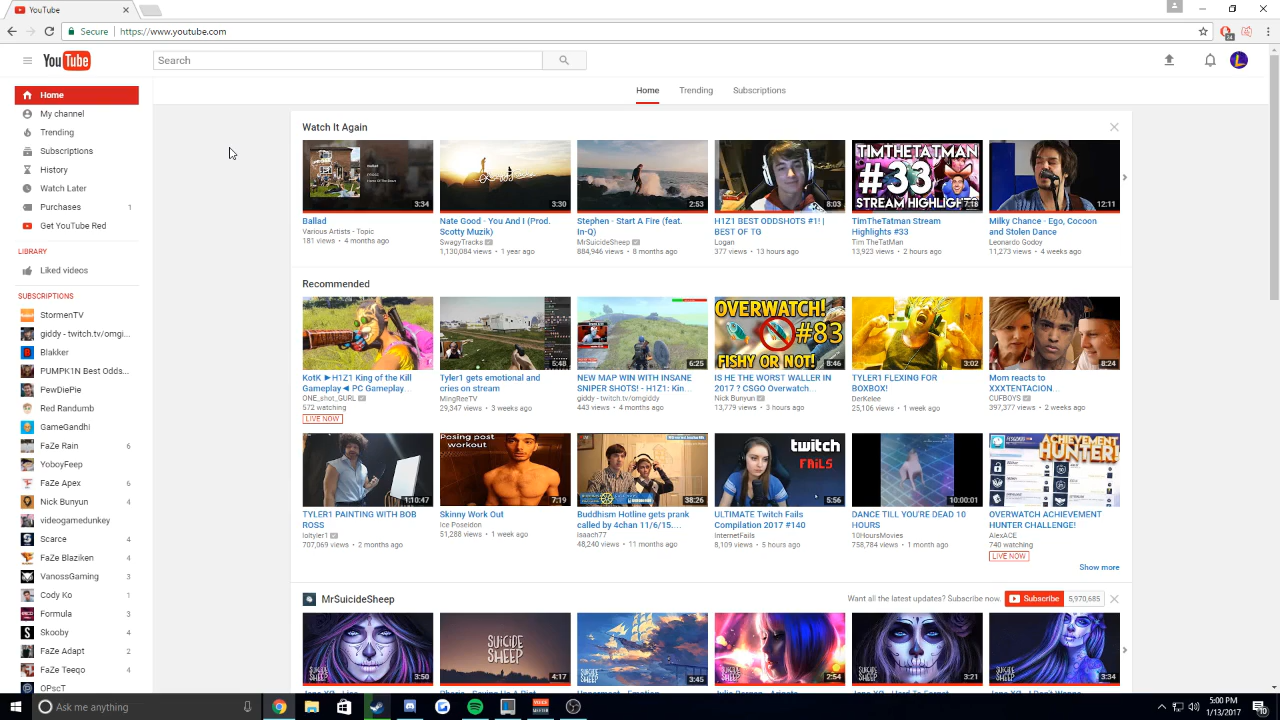 YouTube
Secure | https://www.youtube.com
24
YouTube
Search
L
Home Trending Subscriptions
Home
My channel
Trending
Subscriptions
History
Watch Later
Purchases 1
Get YouTube Red
LIBRARY
Liked videos
SUBSCRIPTIONS
StormenTV
giddy - twitch.tv/omgi...
Blakker
PUMPK1N Best Odds...
PewDiePie
Red Randumb
GameGandhi
FaZe Rain 6
YoboyFeep
FaZe Apex 6
Nick Bunyun 4
videogamedunkey
Scarce 4
FaZe Blaziken 4
VanossGaming 3
Cody Ko 1
Formula 3
Skooby 4
FaZe Adapt 2
FaZe Teeqo 4
OPscT
Watch It Again
3:34
3:30
2:53
8:03
TIMTHETATMAN
#33
STREAM HIGHLIGHTS
7:18
12:11
Ballad
Various Artists - Topic
181 views • 4 months ago
Nate Good - You And I (Prod.
Scotty Muzik)
SwagyTracks
1,130,084 views • 1 year ago
Stephen - Start A Fire (feat.
In-Q)
MrSuicideSheep
884,946 views • 8 months ago
H1Z1 BEST ODDSHOTS #1! |
BEST OF TG
Logan
377 views • 13 hours ago
TimTheTatman Stream
Highlights #33
Tim TheTatMan
13,923 views • 2 hours ago
Milky Chance - Ego, Cocoon
and Stolen Dance
Leonardo Godoy
11,273 views • 4 weeks ago
Recommended
5:48
6:25
OVERWATCH!
#83
FISHY OR NOT!
8:46
3:02
8:24
KotK ►H1Z1 King of the Kill
Gameplay◄ PC Gameplay...
ONE_shot_GURL
572 watching
LIVE NOW
Tyler1 gets emotional and
cries on stream
MingReeTV
29,347 views • 3 weeks ago
NEW MAP WIN WITH INSANE
SNIPER SHOTS! - H1Z1: Kin...
giddy - twitch.tv/omgiddy
443 views • 4 months ago
IS HE THE WORST WALLER IN
2017 ? CSGO Overwatch...
Nick Bunyun
13,779 views • 3 hours ago
TYLER1 FLEXING FOR
BOXBOX!
DerKelee
25,106 views • 1 week ago
Mom reacts to
XXXTENTACION...
CUFBOYS
397,377 views • 2 weeks ago
1:10:47
Posing post
workout
7:19
38:26
twitch
FAILS
5:56
10:00:01
ACHIEVEMENT
HUNTER!
TYLER1 PAINTING WITH BOB
ROSS
loltyler1
707,069 views • 2 months ago
Skinny Work Out
Ice Poseidon
51,288 views • 1 week ago
Buddhism Hotline gets prank
called by 4chan 11/6/15....
isaach77
48,240 views • 11 months ago
ULTIMATE Twitch Fails
Compilation 2017 #140
InternetFails
8,109 views • 5 hours ago
DANCE TILL YOU'RE DEAD 10
HOURS
10HoursMovies
758,784 views • 1 month ago
OVERWATCH ACHIEVEMENT
HUNTER CHALLENGE!
AlexACE
740 watching
LIVE NOW
Show more
MrSuicideSheep
Want all the latest updates? Subscribe now. Subscribe 5,970,685
SUICIDE
SHEEP
3:50
SUICIDE
SHEEP
4:17
3:45
SUICIDE
SHEEP
2:54
SUICIDE
SHEEP
3:21
SUICIDE
SHEEP
3:34
Ask me anything
5:00 PM
1/13/2017
10